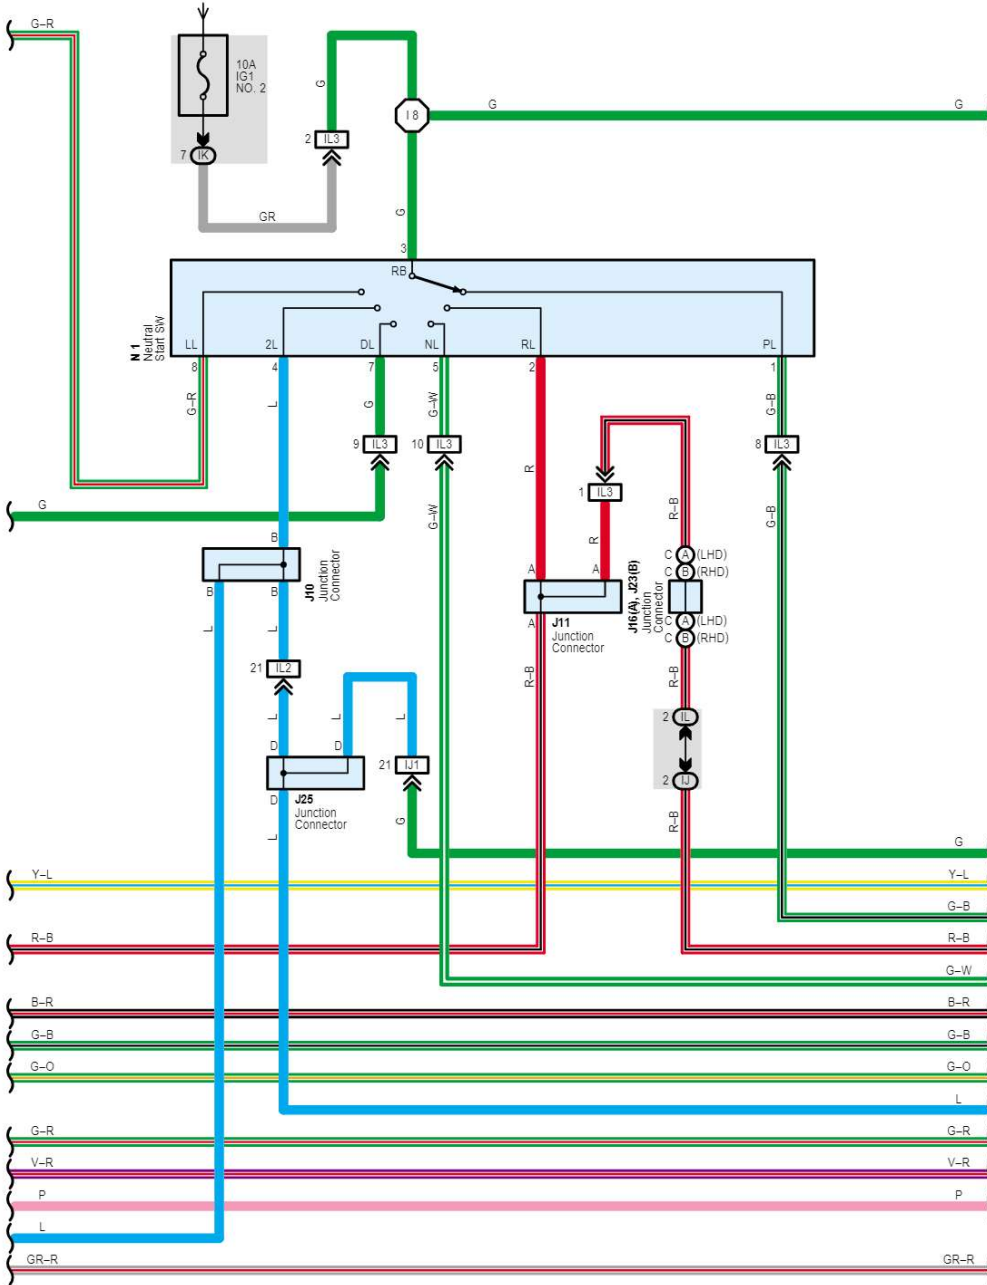 G–R
10A
IG1
NO. 2
7 IK
GR
G
2 IL3
I 8
G
G
G
3
RB
N 1
Neutral
Start SW
LL
2L
DL
NL
RL
PL
8
4
7
5
2
1
G–R
L
G
G–W
R
G–B
9 IL3
10 IL3
8 IL3
G–W
G–B
1 IL3
R
R–B
G
B
B
B
J10
Junction
Connector
L
L
A
A
A
J11
Junction
Connector
R–B
C A (LHD)
C B (RHD)
J16(A), J23(B)
Junction
Connector
C A (LHD)
C B (RHD)
R–B
21 IL2
L
L
L
D
D
D
J25
Junction
Connector
L
21 IJ1
G
2 IL
2 IJ
R–B
G
Y–L
Y–L
G–B
R–B
R–B
G–W
B–R
B–R
G–B
G–B
G–O
G–O
L
G–R
G–R
V–R
V–R
P
P
L
GR–R
GR–R